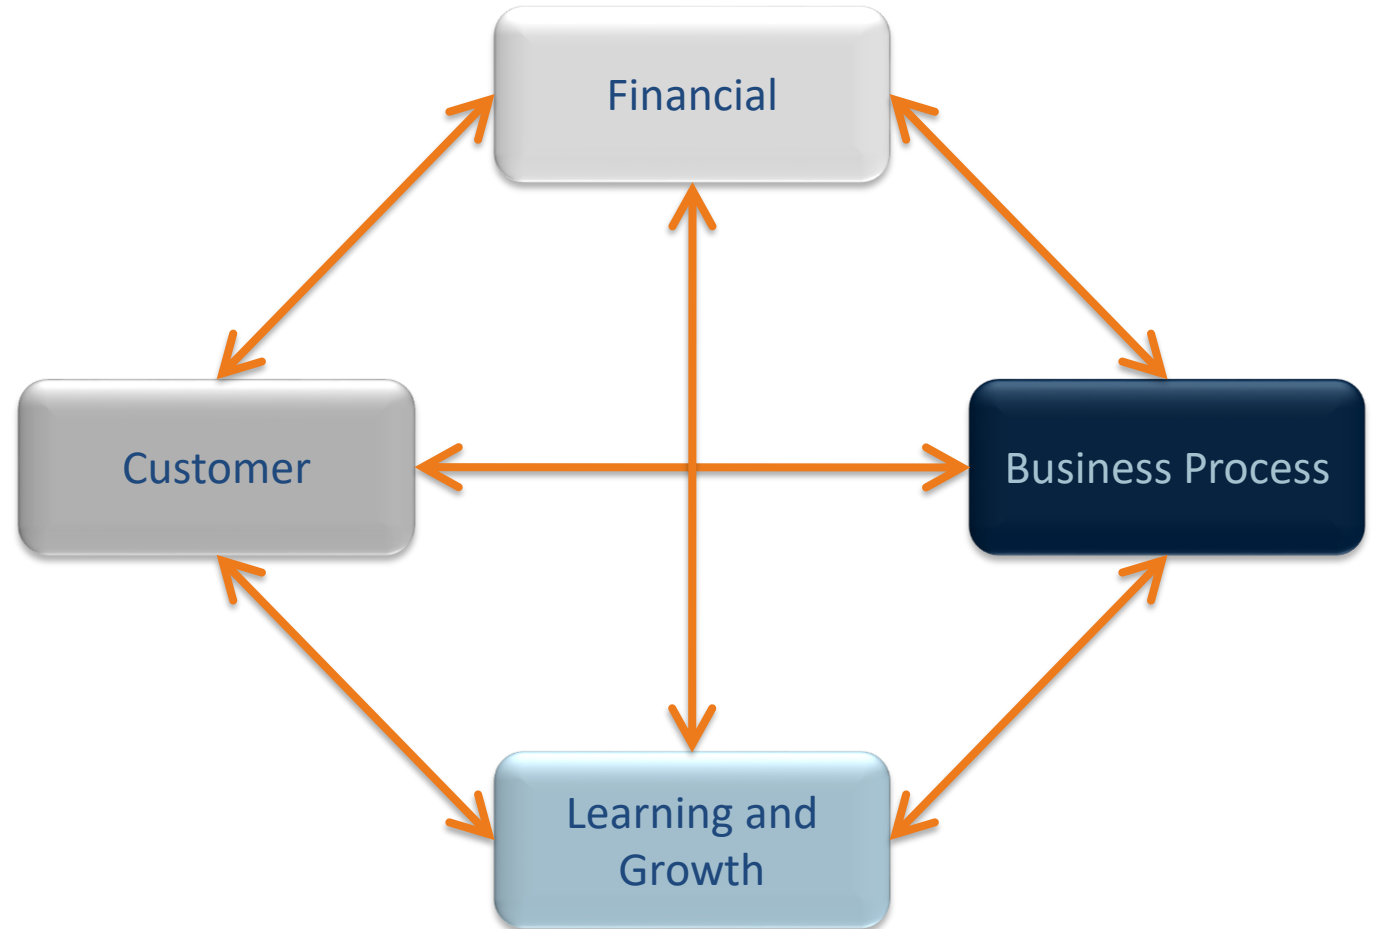 Financial
Customer
Business Process
Learning and
Growth